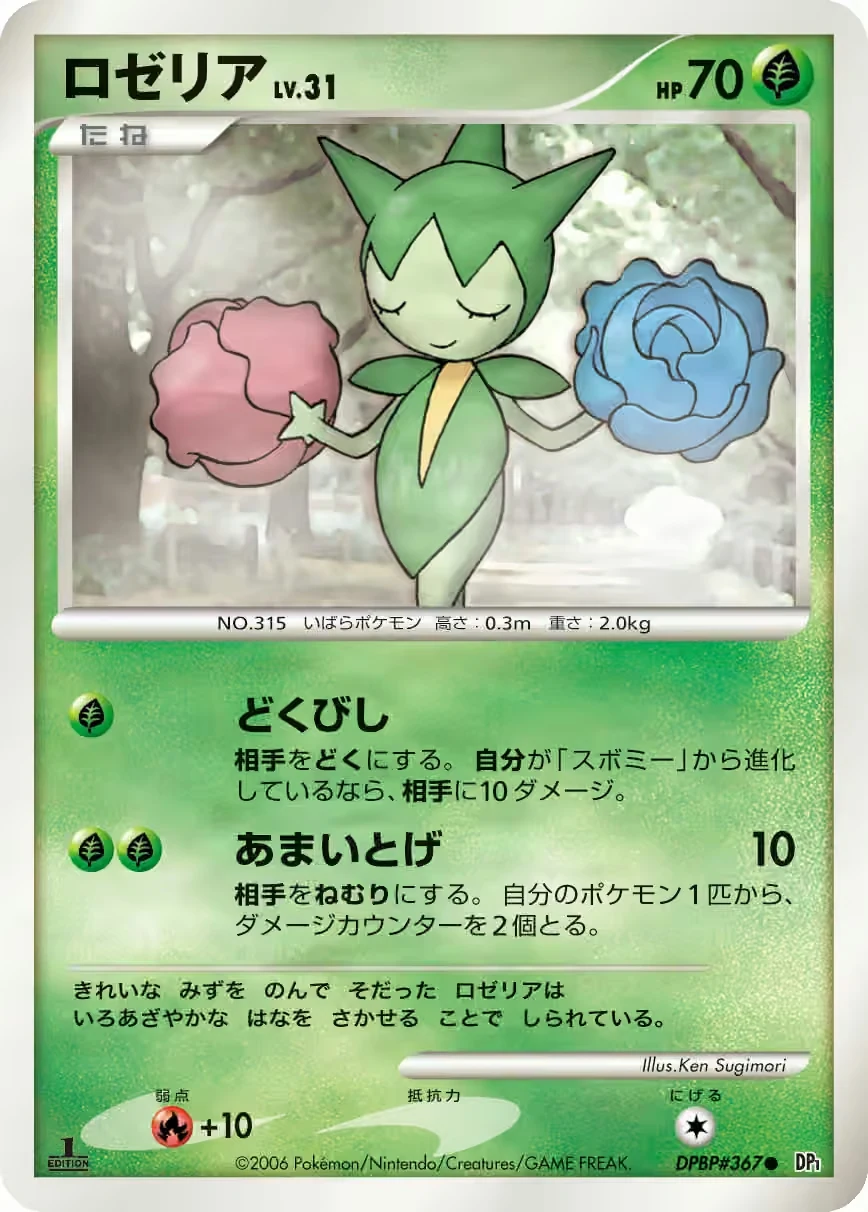 ロゼリア LV.31 HP 70
たね
NO.315 いばらポケモン 高さ：0.3m 重さ：2.0kg
どくびし
相手をどくにする。自分が「スボミー」から進化
しているなら、相手に10ダメージ。
あまいとげ 10
相手をねむりにする。自分のポケモン1匹から、
ダメージカウンターを2個とる。
きれいな みずを のんで そだった ロゼリアは
いろあざやかな はなを さかせる ことで しられている。
Illus.Ken Sugimori
弱点 抵抗力 にげる
+10
1 EDITION ©2006 Pokémon/Nintendo/Creatures/GAME FREAK. DPBP#367● DP1